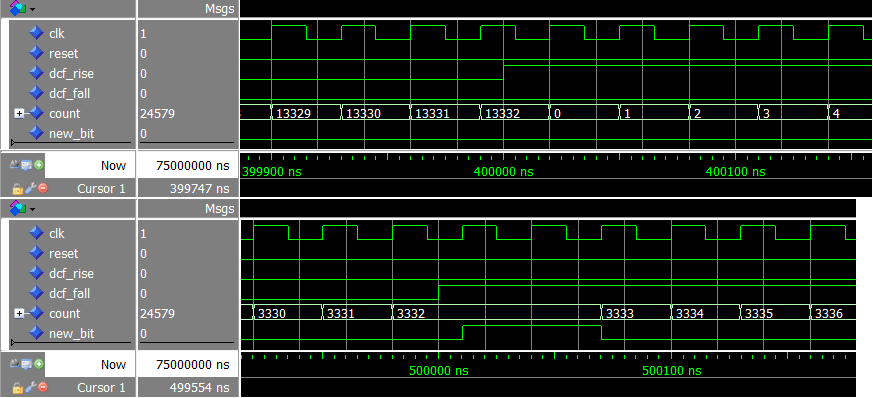 Msgs
clk 1
reset 0
dcf_rise 0
dcf_fall 0
count 24579 13329 13330 13331 13332 0 1 2 3 4
new_bit 0
Now 75000000 ns 399900 ns 400000 ns 400100 ns
Cursor 1 399747 ns
Msgs
clk 1
reset 0
dcf_rise 0
dcf_fall 0
count 24579 3330 3331 3332 3333 3334 3335 3336
new_bit 0
Now 75000000 ns 500000 ns 500100 ns
Cursor 1 499554 ns